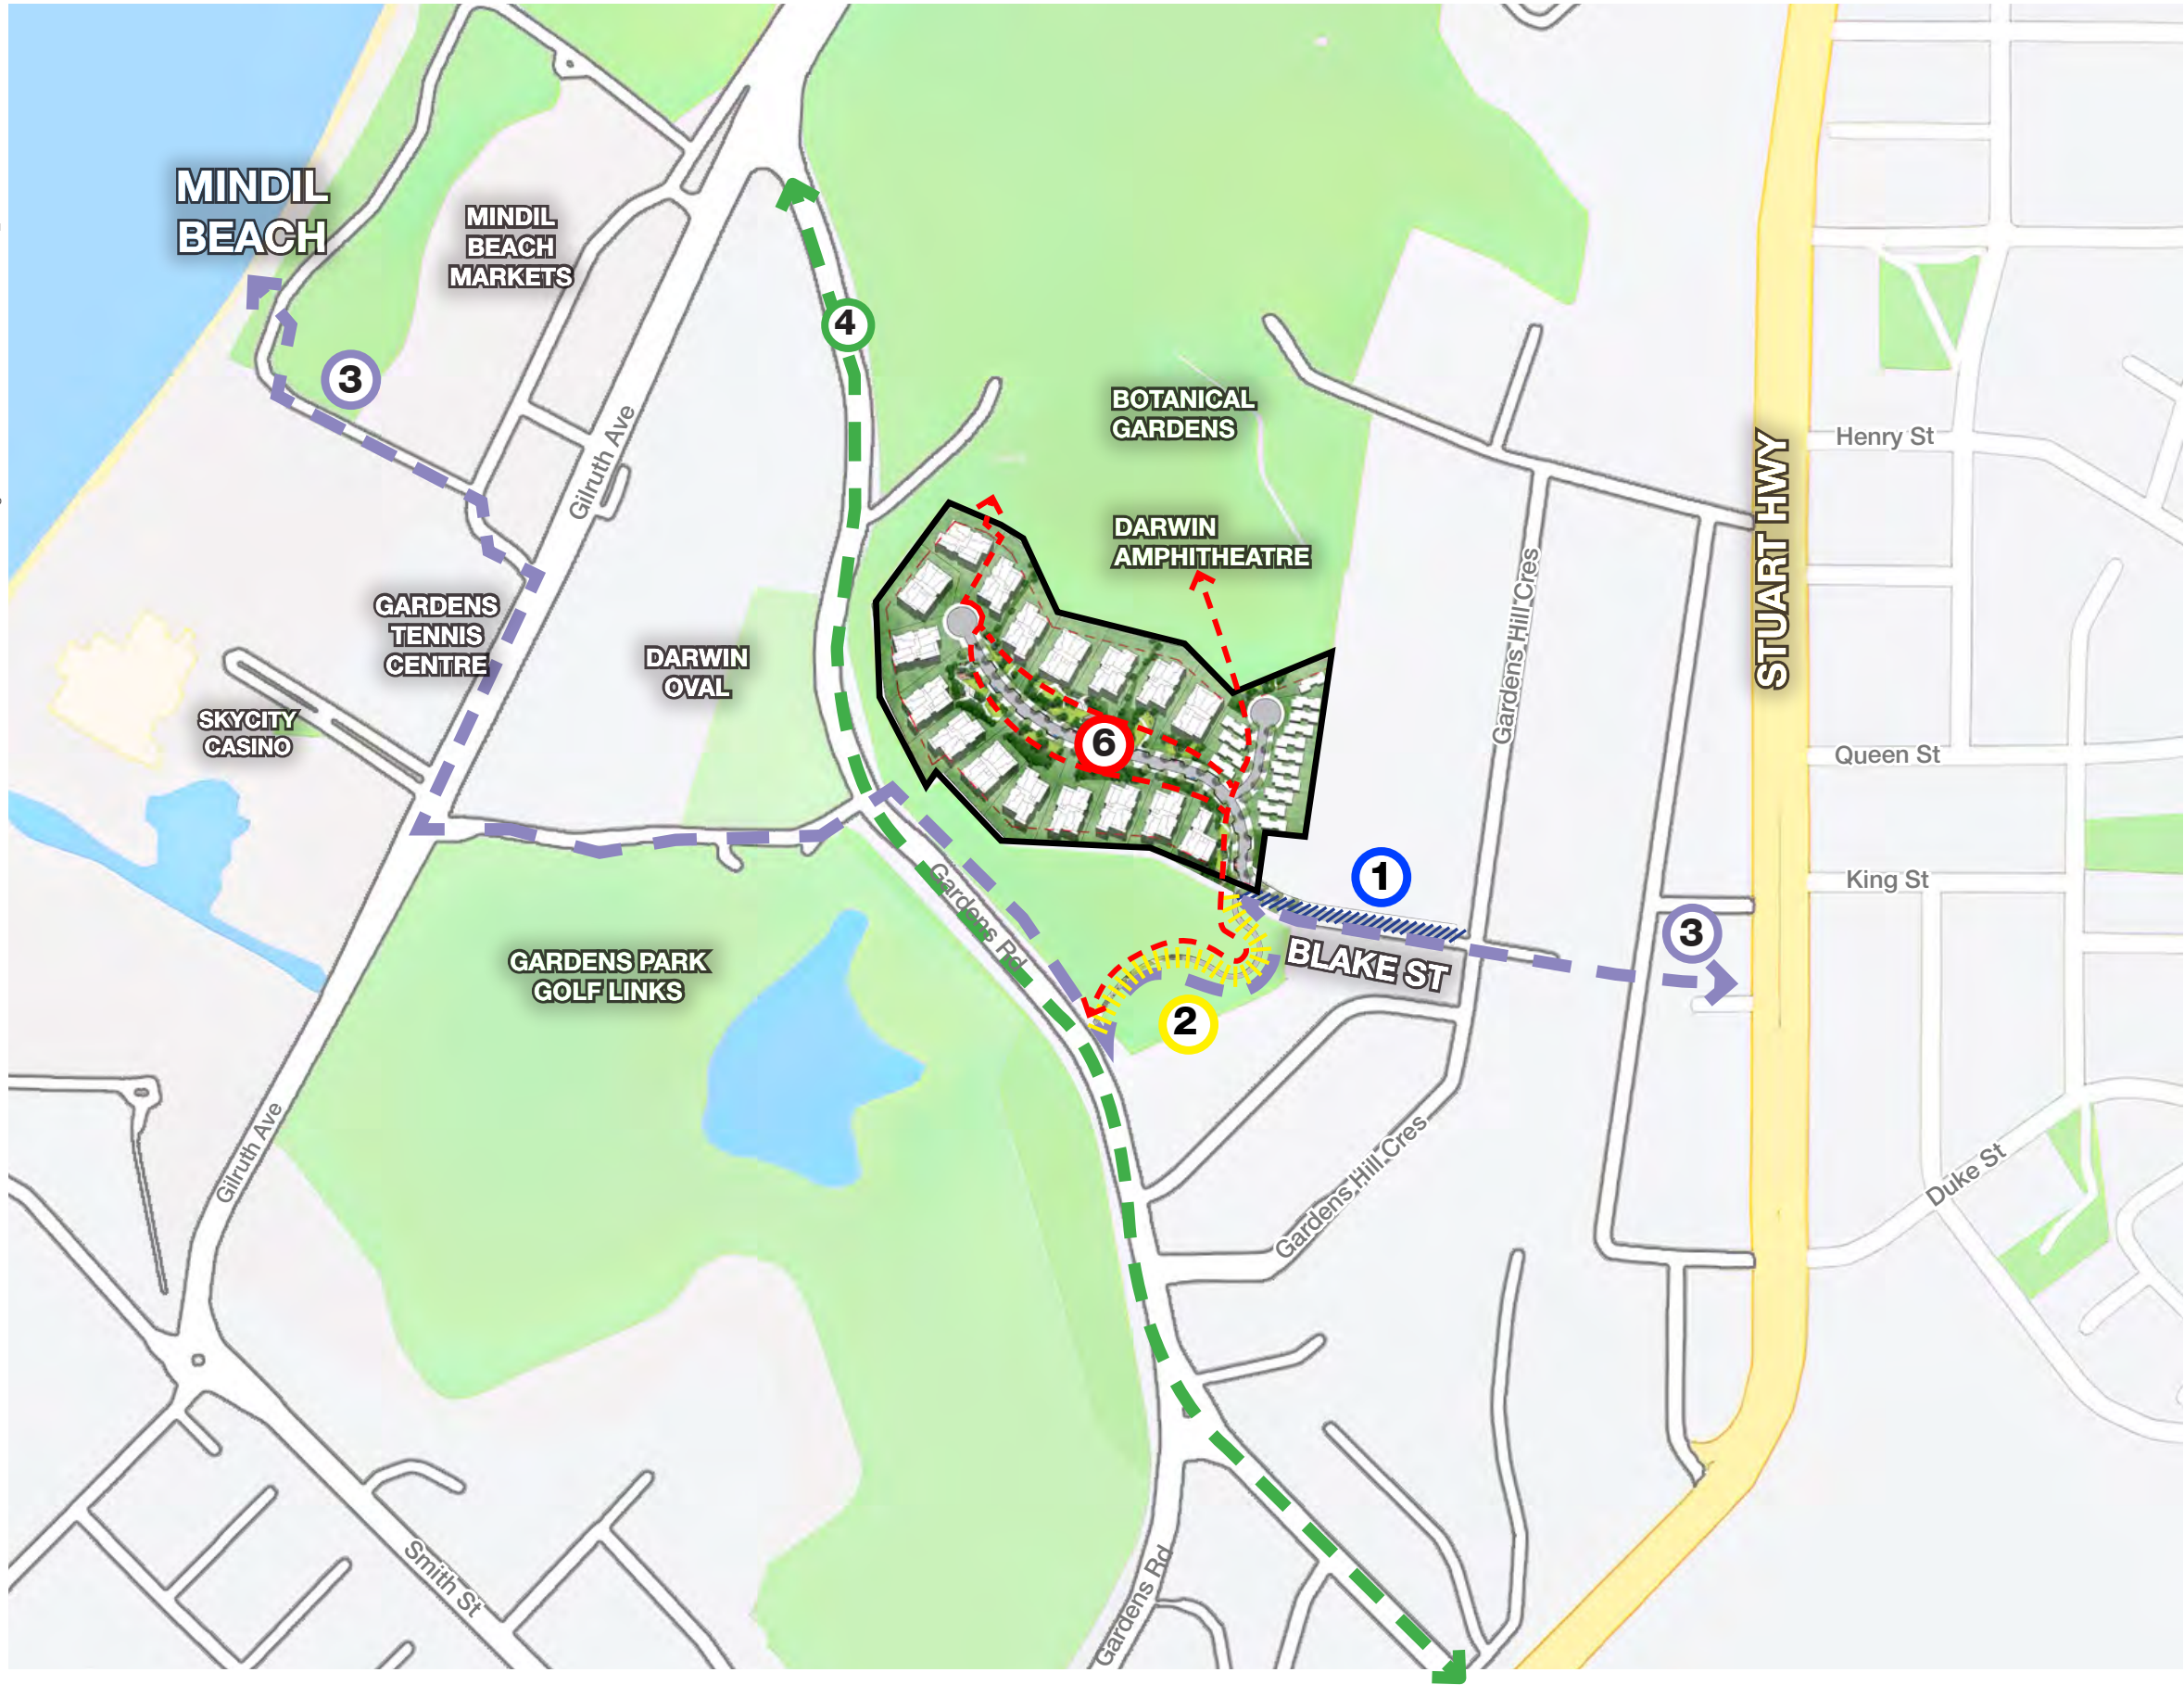 MINDIL
BEACH
MINDIL
BEACH
MARKETS
3
4
Gilruth Ave
BOTANICAL
GARDENS
DARWIN
AMPHITHEATRE
STUART HWY
Henry St
Gardens Hill Cres
GARDENS
TENNIS
CENTRE
DARWIN
OVAL
SKYCITY
CASINO
6
Queen St
King St
1
3
BLAKE ST
Gardens Rd
GARDENS PARK
GOLF LINKS
2
Gilruth Ave
Gardens Hill Cres
Duke St
Smith St
Gardens Rd